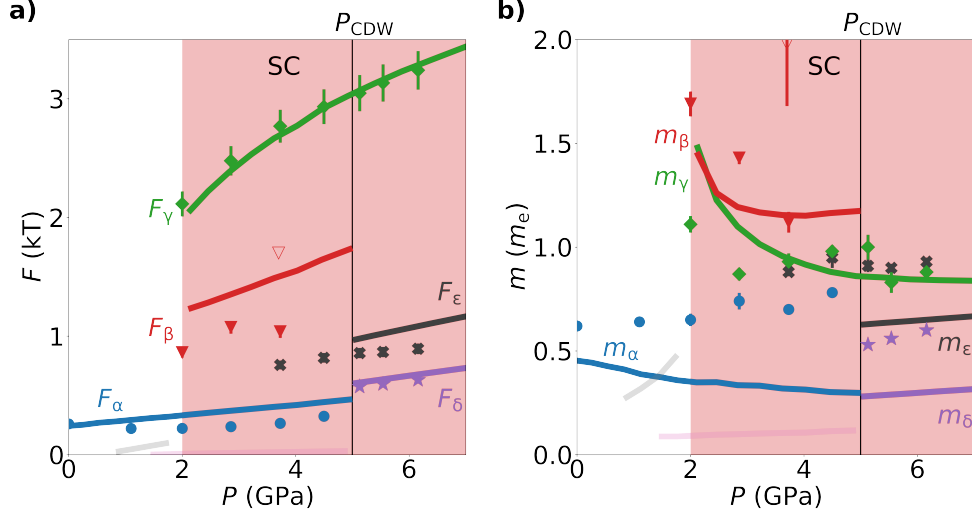 a)
P_CDW
SC
F (kT)
3
2
1
0
F_γ
F_β
F_α
F_ε
F_δ
0
2
4
6
P (GPa)
b)
P_CDW
SC
m (m_e)
2.0
1.5
1.0
0.5
0.0
m_β
m_γ
m_α
m_ε
m_δ
0
2
4
6
P (GPa)